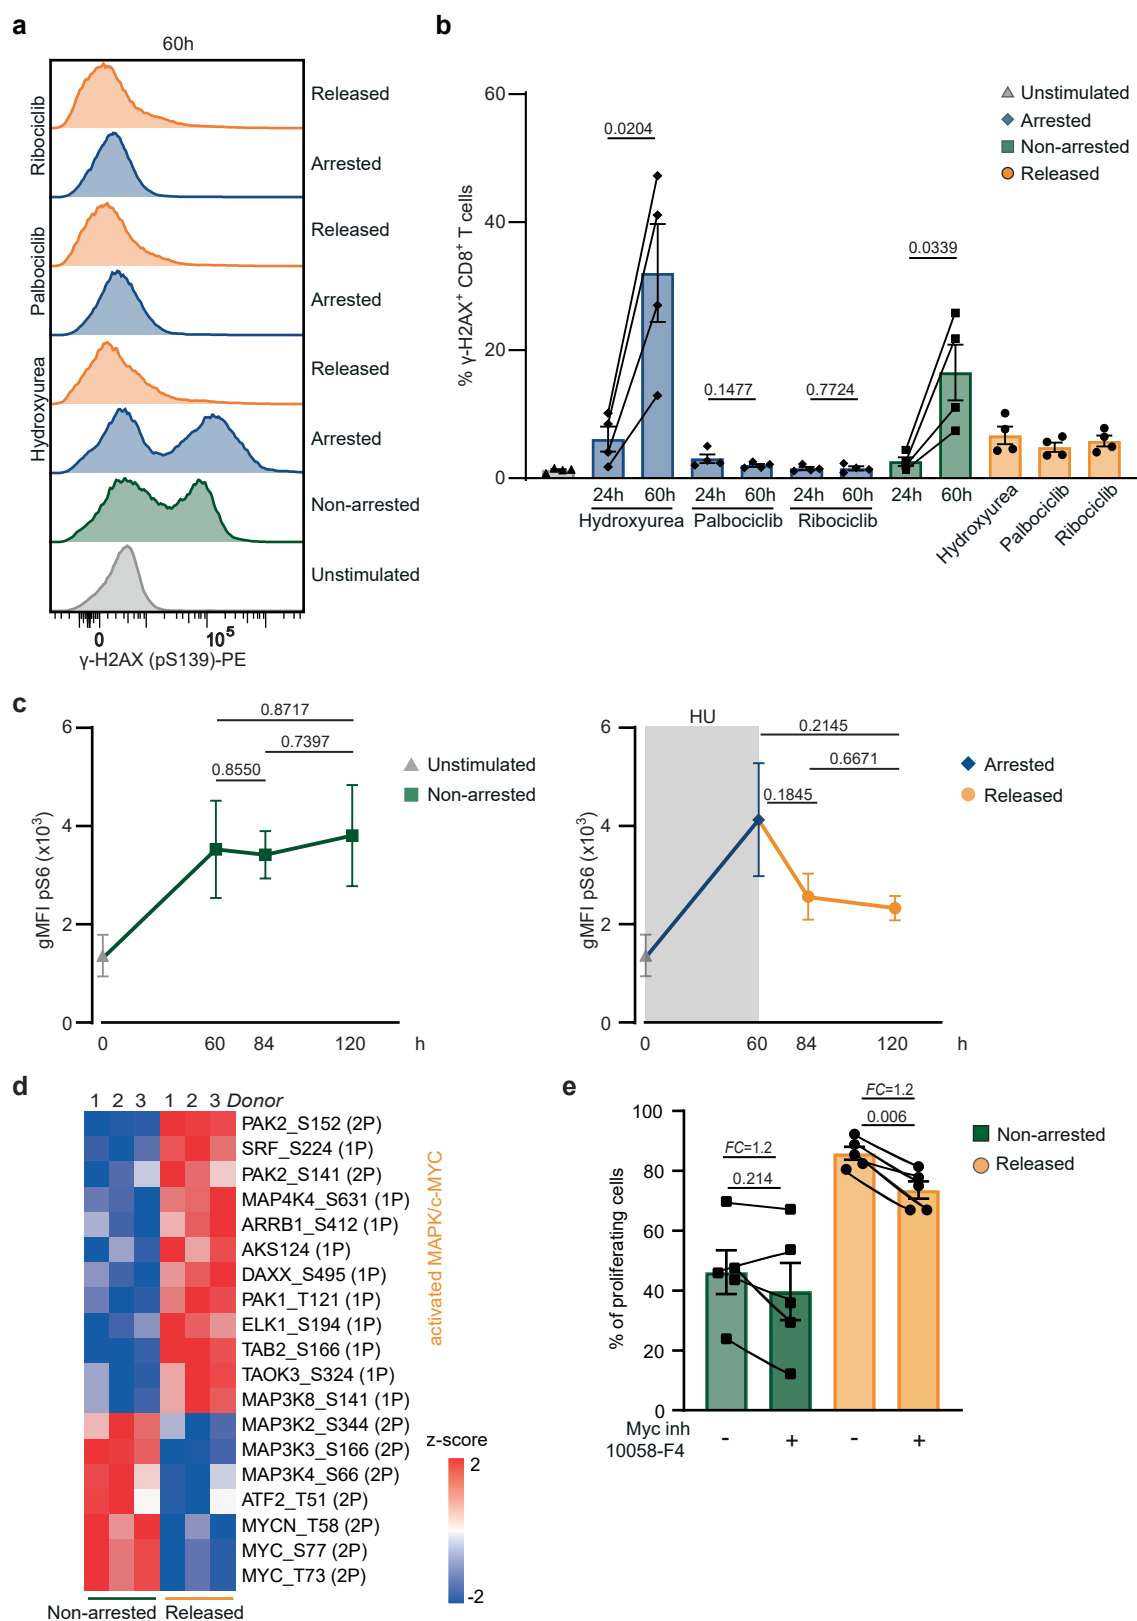 a
60h
Ribociclib
Palbociclib
Hydroxyurea
Released
Arrested
Released
Arrested
Released
Arrested
Non-arrested
Unstimulated
0
10⁵
γ-H2AX (pS139)-PE
b
% γ-H2AX⁺ CD8⁺ T cells
60
40
20
0
0.0204
0.1477
0.7724
0.0339
Unstimulated
Arrested
Non-arrested
Released
24h 60h 24h 60h 24h 60h 24h 60h
Hydroxyurea Palbociclib Ribociclib
Hydroxyurea
Palbociclib
Ribociclib
c
gMFI pS6 (x10³)
6
4
2
0
0.8717
0.7397
0.8550
Unstimulated
Non-arrested
0 60 84 120 h
HU
gMFI pS6 (x10³)
6
4
2
0
0.2145
0.6671
0.1845
Arrested
Released
0 60 84 120 h
d
1 2 3 1 2 3 Donor
PAK2_S152 (2P)
SRF_S224 (1P)
PAK2_S141 (2P)
MAP4K4_S631 (1P)
ARRB1_S412 (1P)
AKS124 (1P)
DAXX_S495 (1P)
PAK1_T121 (1P)
ELK1_S194 (1P)
TAB2_S166 (1P)
TAOK3_S324 (1P)
MAP3K8_S141 (1P)
MAP3K2_S344 (2P)
MAP3K3_S166 (2P)
MAP3K4_S66 (2P)
ATF2_T51 (2P)
MYCN_T58 (2P)
MYC_S77 (2P)
MYC_T73 (2P)
activated MAPK/c-MYC
z-score
2
-2
Non-arrested Released
e
% of proliferating cells
100
80
60
40
20
0
FC=1.2
0.214
FC=1.2
0.006
Non-arrested
Released
Myc inh
10058-F4
- + - +